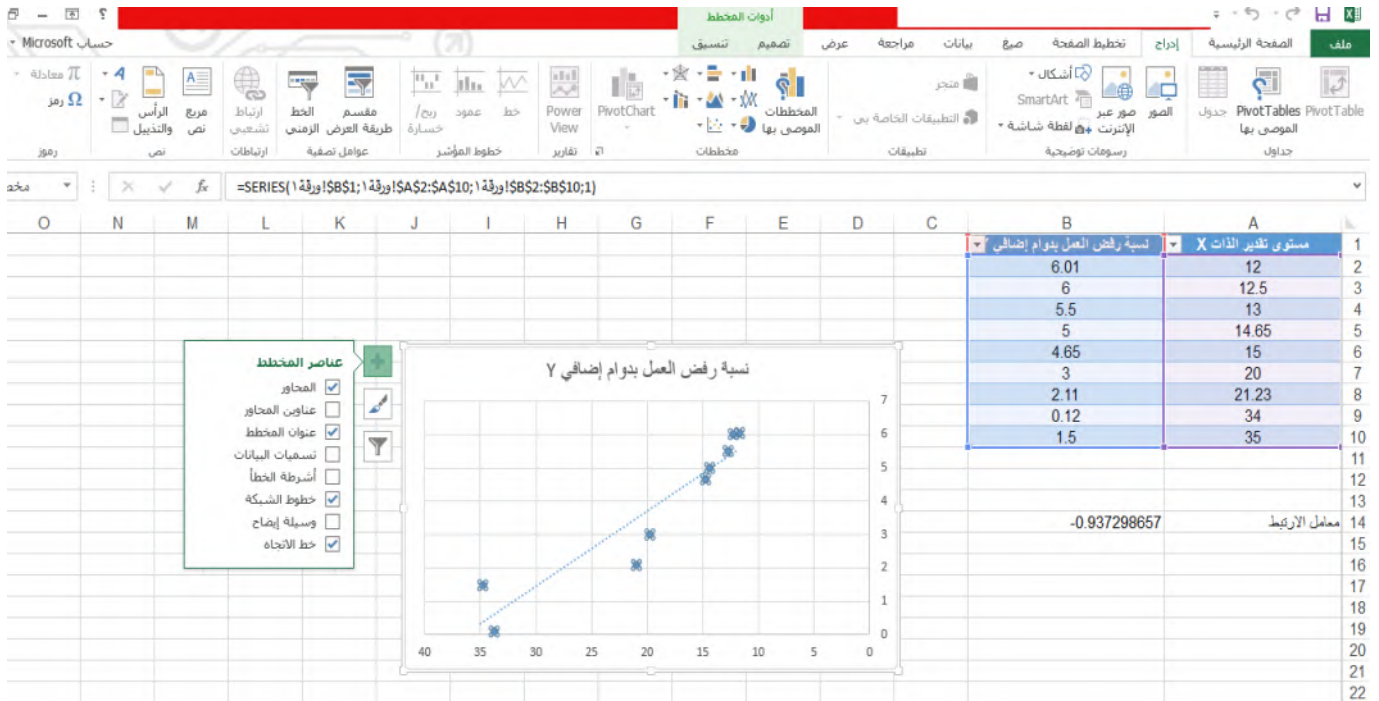 أدوات المخطط
ملف الصفحة الرئيسية إدراج تخطيط الصفحة صيغ بيانات مراجعة عرض تصميم تنسيق حساب Microsoft
PivotTable
PivotTables الموصى بها
جدول
جداول
الصور
صور عبر الإنترنت
أشكال
SmartArt
لقطة شاشة
رسومات توضيحية
متجر
التطبيقات الخاصة بي
تطبيقات
المخططات الموصى بها
PivotChart
مخططات
Power View
تقارير
خط
عمود
ربح/ خسارة
خطوط المؤشر
مقسم طريقة العرض
الخط الزمني
عوامل تصفية
ارتباط تشعبي
ارتباطات
مربع نص
الرأس والتذييل
نص
معادلة
رمز
رموز
fx
=SERIES(ورقة١!$B$1;ورقة١!$A$2:$A$10;ورقة١!$B$2:$B$10;1)
A B C D E F G H I J K L M N O
1 مستوى تقدير الذات X نسبة رفض العمل بدوام إضافي
2 12 6.01
3 12.5 6
4 13 5.5
5 14.65 5
6 15 4.65
7 20 3
8 21.23 2.11
9 34 0.12
10 35 1.5
11
12
13
14 معامل الارتبط -0.937298657
15
16
17
18
19
20
21
22
نسبة رفض العمل بدوام إضافي Y
7
6
5
4
3
2
1
0
40 35 30 25 20 15 10 5 0
عناصر المخطط
المحاور
عناوين المحاور
عنوان المخطط
تسميات البيانات
أشرطة الخطأ
خطوط الشبكة
وسيلة إيضاح
خط الاتجاه